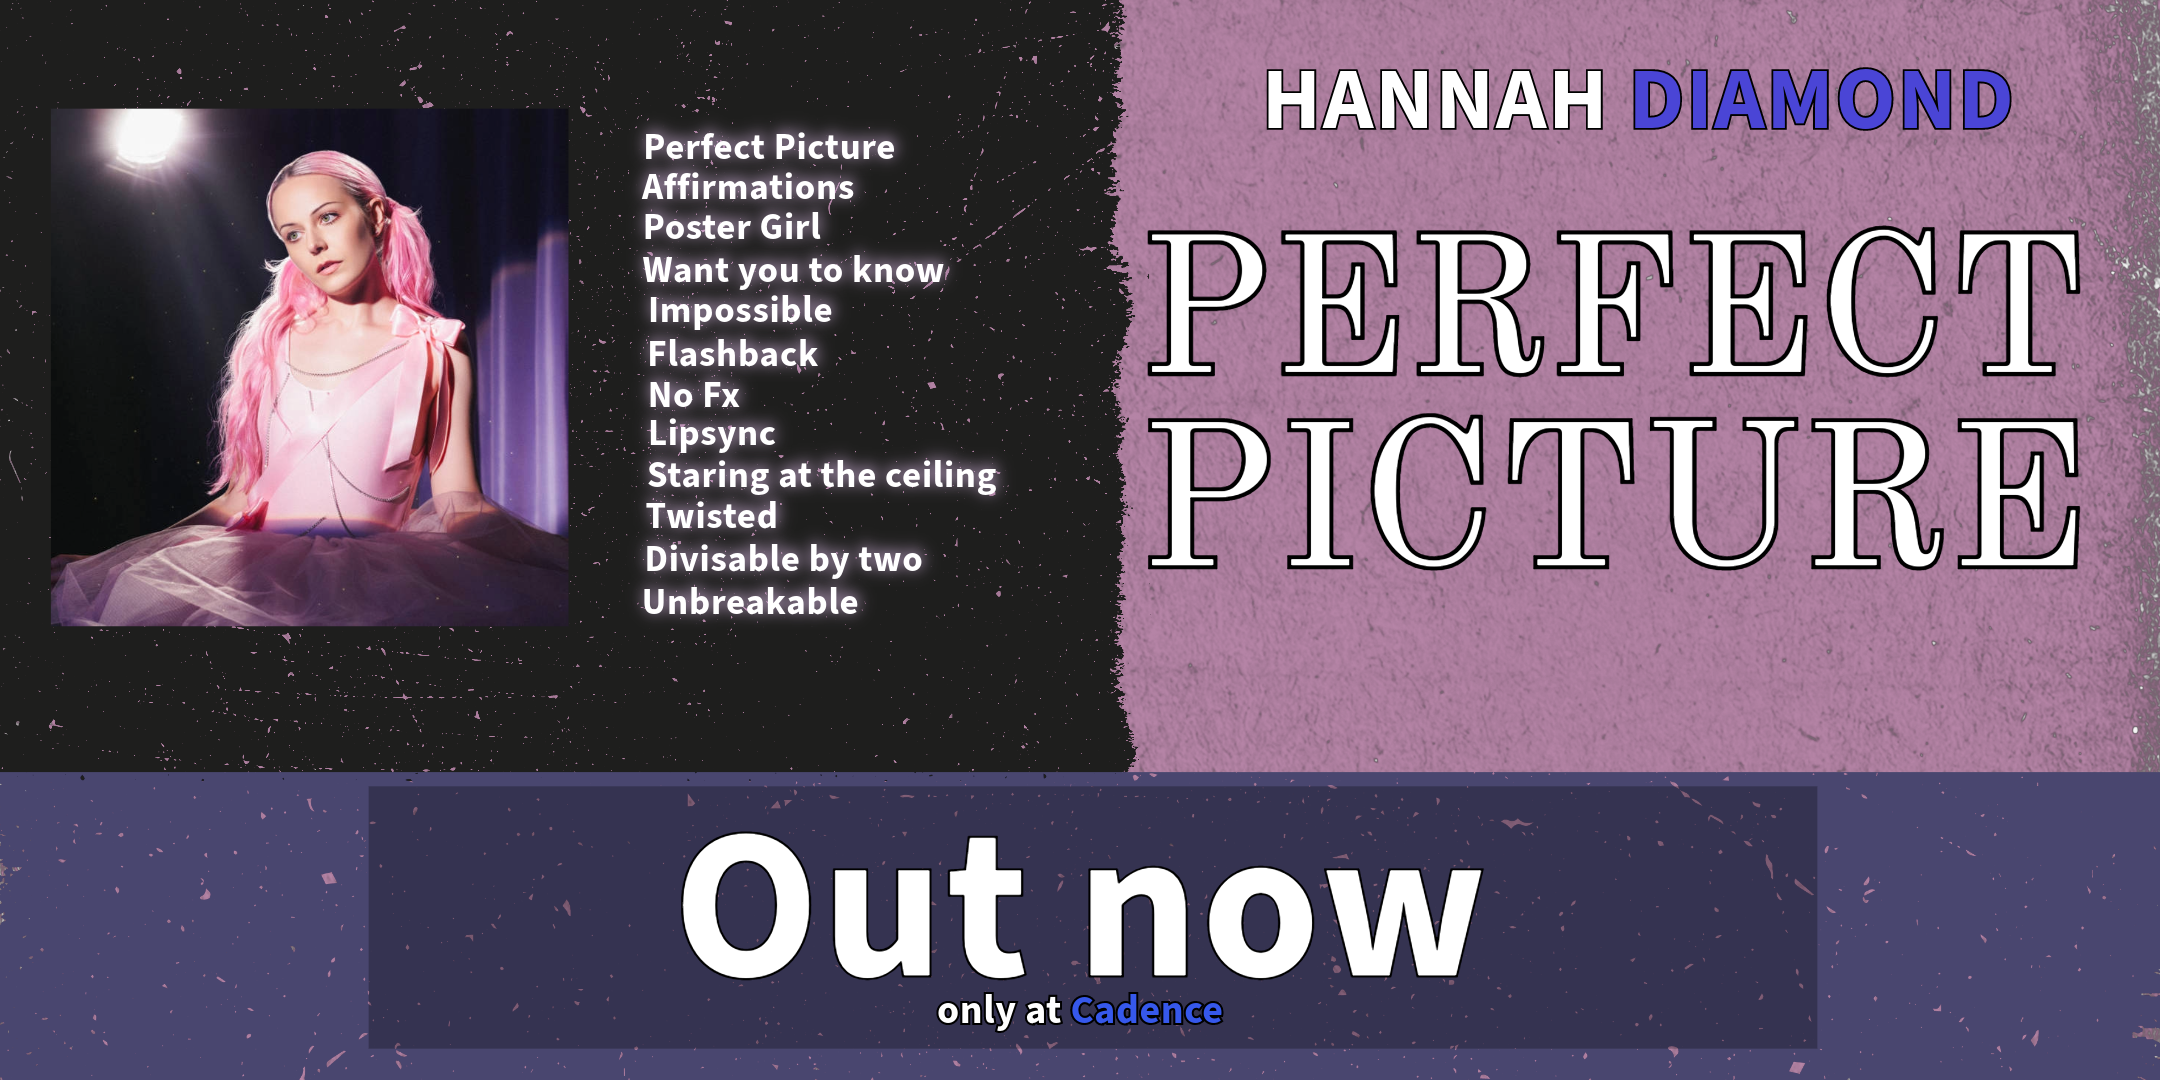 Perfect Picture
Affirmations
Poster Girl
Want you to know
Impossible
Flashback
No Fx
Lipsync
Staring at the ceiling
Twisted
Divisable by two
Unbreakable
HANNAH DIAMOND
PERFECT
PICTURE
Out now
only at Cadence